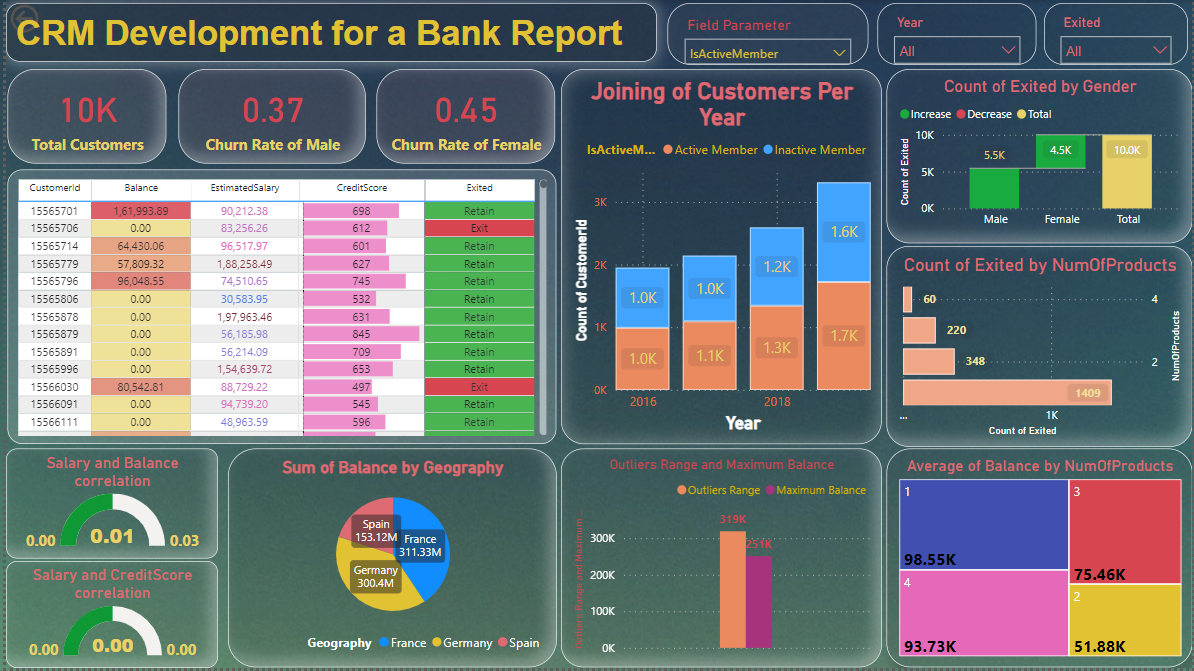 CRM Development for a Bank Report
Field Parameter
IsActiveMember
Year
All
Exited
All
10K
Total Customers
0.37
Churn Rate of Male
0.45
Churn Rate of Female
CustomerId Balance EstimatedSalary CreditScore Exited
15565701 1,61,993.89 90,212.38 698 Retain
15565706 0.00 83,256.26 612 Exit
15565714 64,430.06 96,517.97 601 Retain
15565779 57,809.32 1,88,258.49 627 Retain
15565796 96,048.55 74,510.65 745 Retain
15565806 0.00 30,583.95 532 Retain
15565878 0.00 1,97,963.46 631 Retain
15565879 0.00 56,185.98 845 Retain
15565891 0.00 56,214.09 709 Retain
15565996 0.00 1,54,639.72 653 Retain
15566030 80,542.81 88,729.22 497 Exit
15566091 0.00 94,739.20 545 Retain
15566111 0.00 48,963.59 596 Retain
Joining of Customers Per
Year
IsActiveM... Active Member Inactive Member
Count of CustomerId
3K
2K
1K
0K
1.0K
1.0K
1.0K
1.1K
1.2K
1.3K
1.6K
1.7K
2016 2018
Year
Count of Exited by Gender
Increase Decrease Total
Count of Exited
10K
5K
0K
5.5K
4.5K
10.0K
Male Female Total
Count of Exited by NumOfProducts
60
220
348
1409
4
2
NumOfProducts
... 1K
Count of Exited
Salary and Balance
correlation
0.00 0.01 0.03
Salary and CreditScore
correlation
0.00 0.00 0.00
Sum of Balance by Geography
Spain
153.12M
France
311.33M
Germany
300.4M
Geography France Germany Spain
Outliers Range and Maximum Balance
Outliers Range Maximum Balance
Outliers Range and Maximum...
300K
200K
100K
0K
319K
251K
Average of Balance by NumOfProducts
1
98.55K
3
75.46K
4
93.73K
2
51.88K